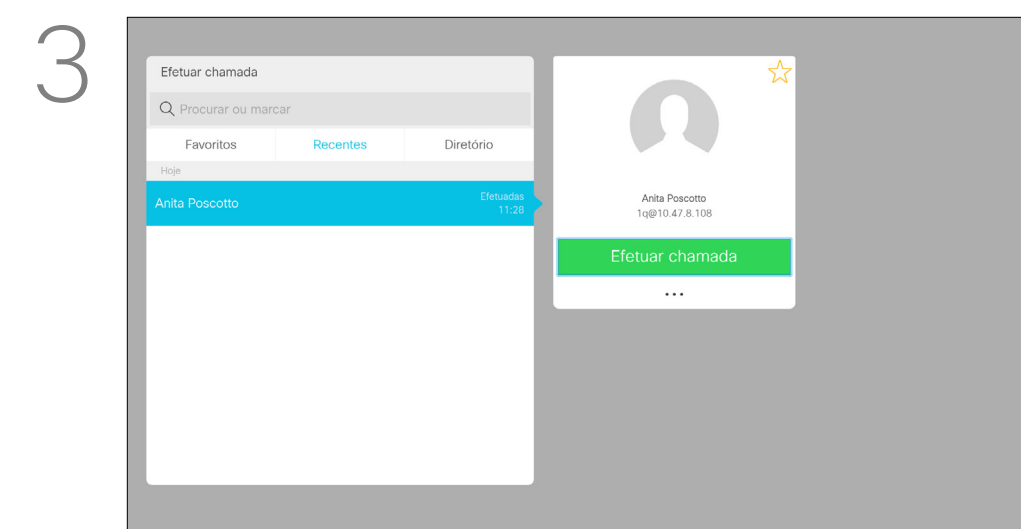 3
Efetuar chamada
Procurar ou marcar
Favoritos Recentes Diretório
Hoje
Anita Poscotto Efetuadas
11:28
Anita Poscotto
1q@10.47.8.108
Efetuar chamada
...